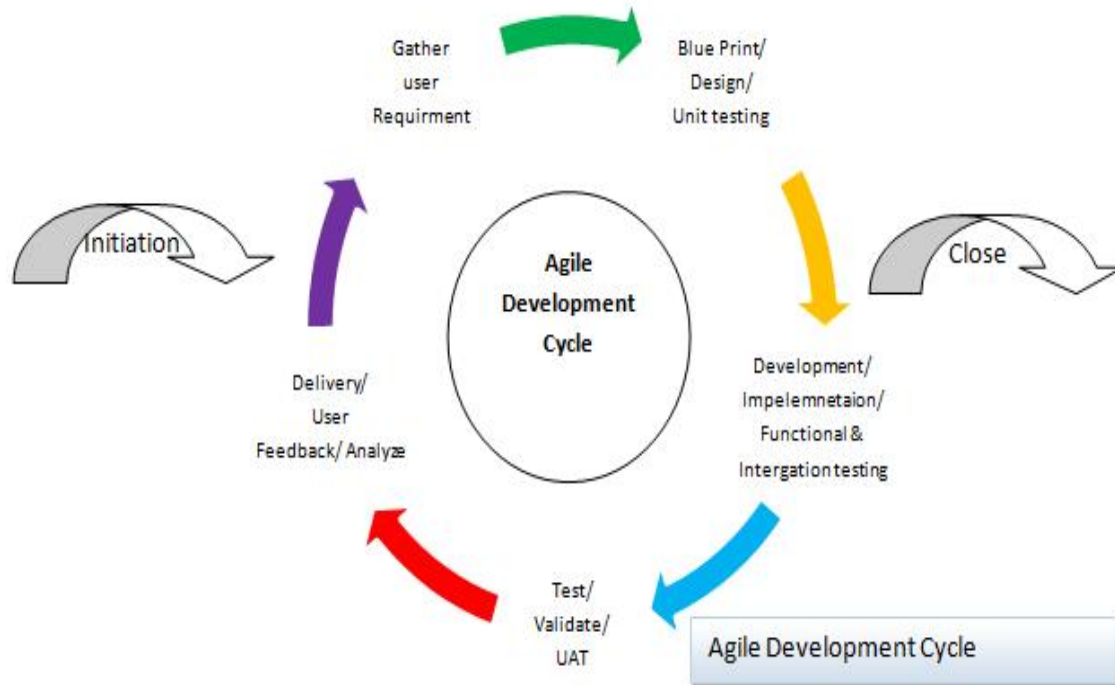 Gather
user
Requirment
Blue Print/
Design/
Unit testing
Initiation
Agile
Development
Cycle
Close
Development/
Impelemnetaion/
Functional &
Intergation testing
Delivery/
User
Feedback/ Analyze
Test/
Validate/
UAT
Agile Development Cycle